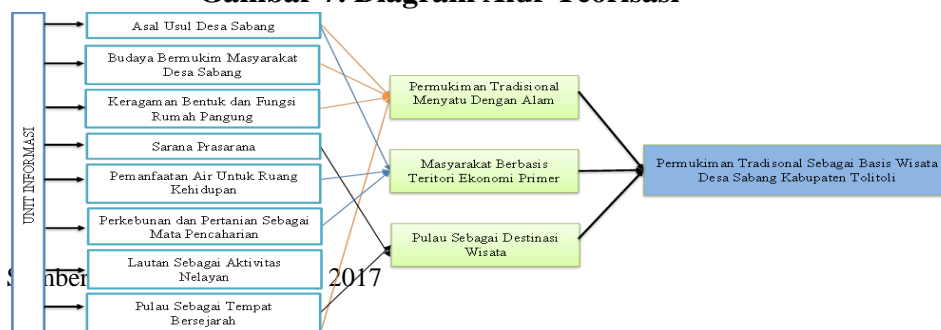 Gambar 7. Diagram Alur Teorisasi
UNIT INFORMASI
Asal Usul Desa Sabang
Budaya Bermukim Masyarakat
Desa Sabang
Keragaman Bentuk dan Fungsi
Rumah Pangung
Sarana Prasarana
Pemanfaatan Air Untuk Ruang
Kehidupan
Perkebunan dan Pertanian Sebagai
Mata Pencaharian
Lautan Sebagai Aktivitas
Nelayan
Pulau Sebagai Tempat
Bersejarah
Permukiman Tradisional
Menyatu Dengan Alam
Masyarakat Berbasis
Teritori Ekonomi Primer
Pulau Sebagai Destinasi
Wisata
Permukiman Tradisonal Sebagai Basis Wisata
Desa Sabang Kabupaten Tolitoli
2017